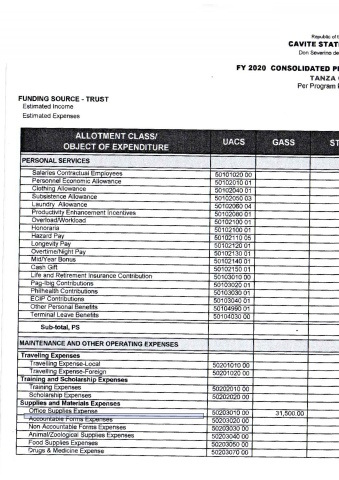 Republic of t
CAVITE STAT
Don Severino de
FY 2020 CONSOLIDATED P
TANZA
Per Program
FUNDING SOURCE - TRUST
Estimated Income
Estimated Expenses
ALLOTMENT CLASS/ OBJECT OF EXPENDITURE UACS GASS ST
PERSONAL SERVICES
Salaries Contractual Employees 50101020 00
Personnel Economic Allowance 50102010 01
Clothing Allowance 50102040 01
Subsistence Allowance 50102050 03
Laundry Allowance 50102060 04
Productivity Enhancement Incentives 50102080 01
Overload/Workload 50102100 01
Honoraria 50102100 01
Hazard Pay 50102110 05
Longevity Pay 50102120 01
Overtime/Night Pay 50102130 01
Mid/Year Bonus 50102140 01
Cash Gift 50102150 01
Life and Retirement Insurance Contribution 50103010 00
Pag-Ibig Contributions 50103020 01
Philhealth Contributions 50103030 01
ECIP Contributions 50103040 01
Other Personal Benefits 50104990 01
Terminal Leave Benefits 50104030 00
Sub-total, PS
MAINTENANCE AND OTHER OPERATING EXPENSES
Traveling Expenses
Travelling Expense-Local 50201010 00
Travelling Expense-Foreign 50201020 00
Training and Scholarship Expenses
Training Expenses 50202010 00
Scholarship Expenses 50202020 00
Supplies and Materials Expenses
Office Supplies Expense 50203010 00 31,500.00
Accountable Forms Expenses 50203020 00
Non Accountable Forms Expenses 50203030 00
Animal/Zoological Supplies Expenses 50203040 00
Food Supplies Expenses 50203050 00
Drugs & Medicine Expense 50203070 00